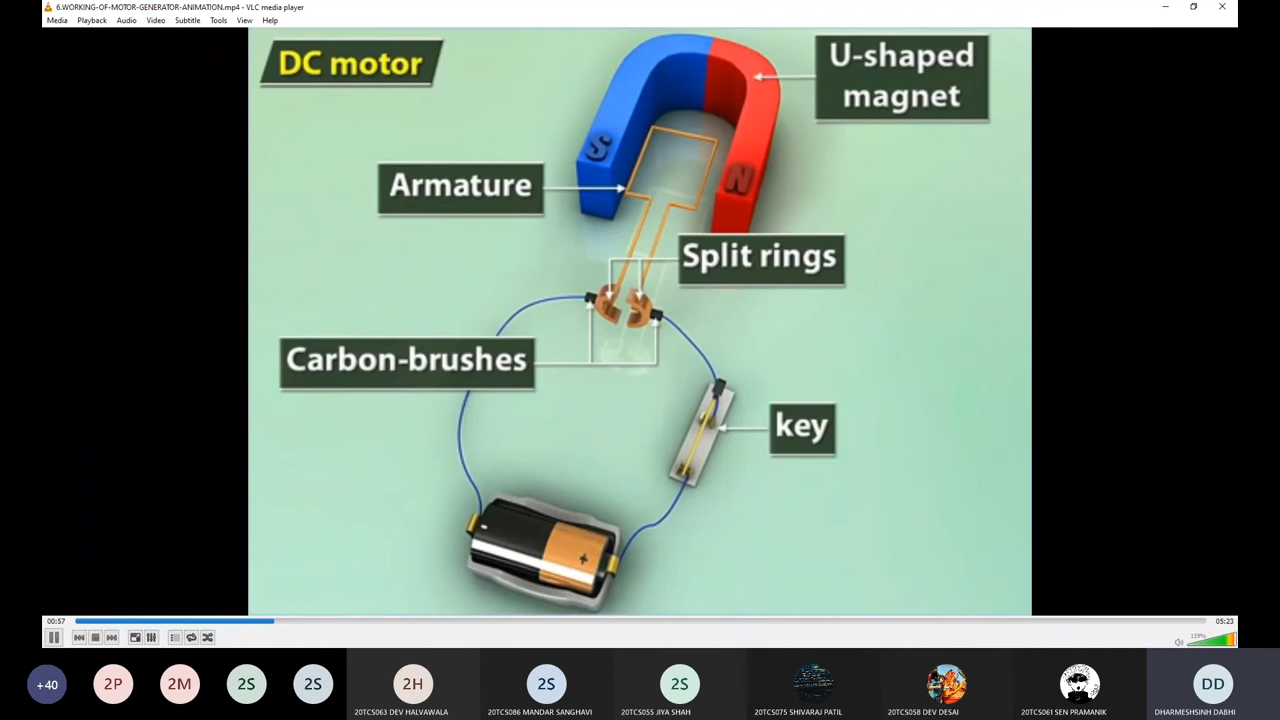 6.WORKING-OF-MOTOR-GENERATOR-ANIMATION.mp4 - VLC media player
Media Playback Audio Video Subtitle Tools View Help
DC motor
U-shaped
magnet
S
N
Armature
Split rings
Carbon-brushes
key
-
+
00:57
05:23
119%
+40
2P
2M
2S
2S
2H
20TCS063 DEV HALVAWALA
2S
20TCS086 MANDAR SANGHAVI
2S
20TCS055 JIYA SHAH
20TCS075 SHIVARAJ PATIL
20TCS058 DEV DESAI
20TCS061 SEN PRAMANIK
DD
DHARMESHSINH DABHI